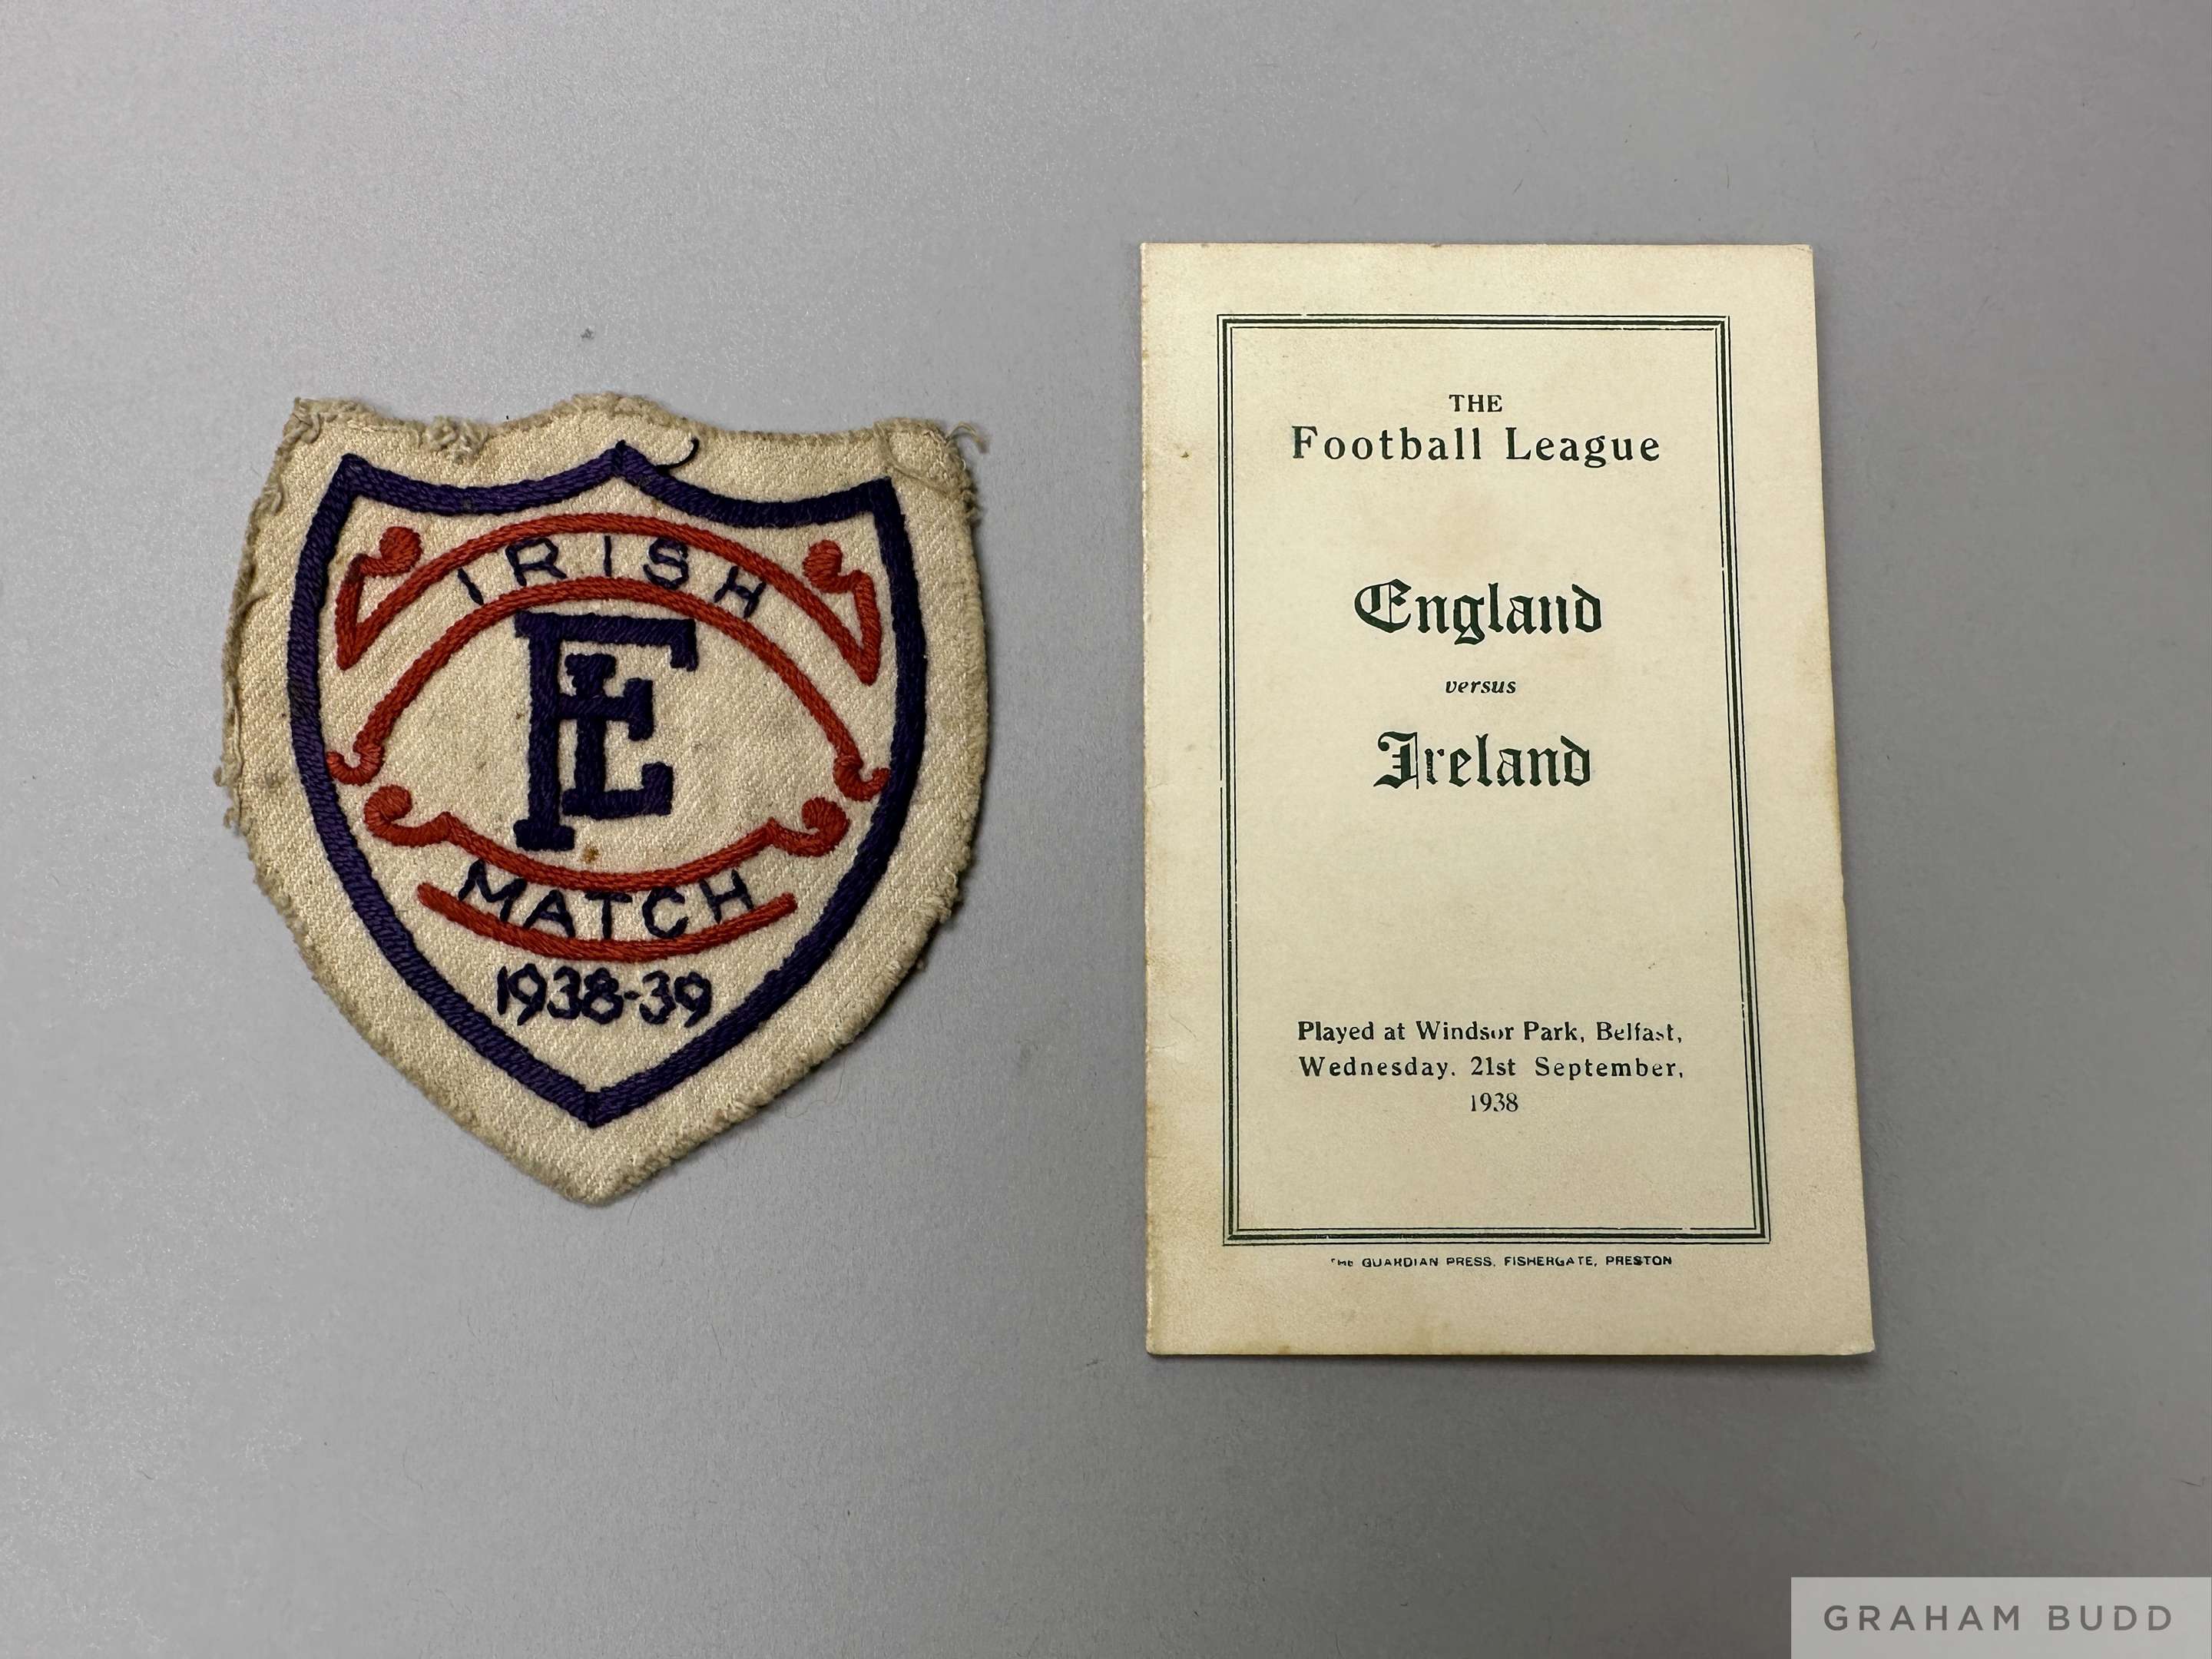 IRISH
FL
MATCH
1938-39
THE
Football League
England
versus
Ireland
Played at Windsor Park, Belfast,
Wednesday, 21st September,
1938
THE GUARDIAN PRESS, FISHERGATE, PRESTON
GRAHAM BUDD